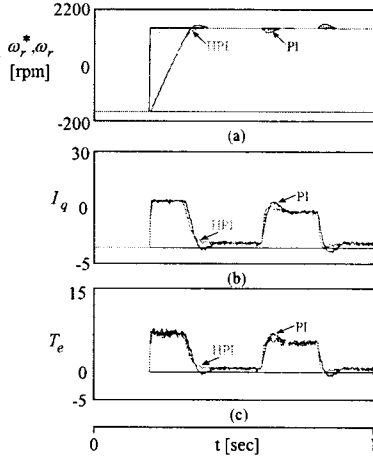 2200
ω_r^*,ω_r
0
[rpm]
HPI
PI
-200
(a)
30
I_q
0
PI
HPI
-5
(b)
15
T_e
PI
HPI
0
-5
(c)
0
t [sec]
1